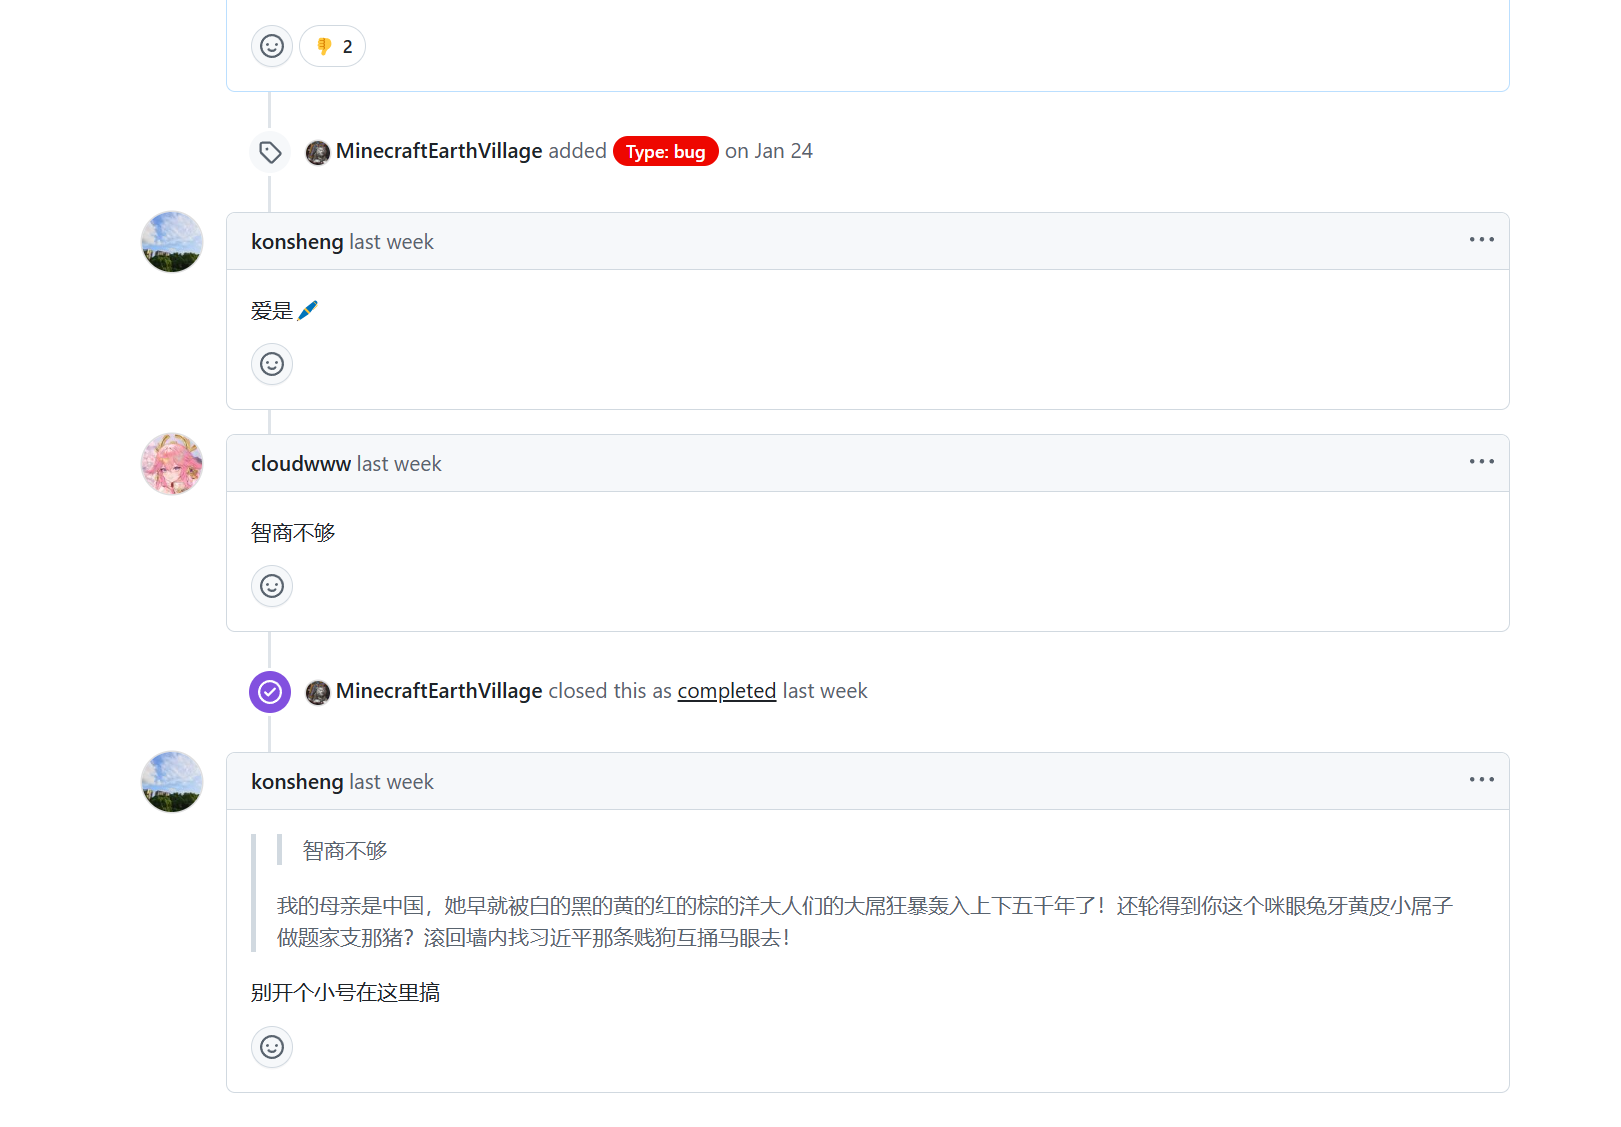 👎 2
MinecraftEarthVillage added Type: bug on Jan 24
konsheng last week
爱是🖊️
cloudwww last week
智商不够
MinecraftEarthVillage closed this as completed last week
konsheng last week
智商不够
我的母亲是中国，她早就被白的黑的黄的红的棕的洋大人们的大屌狂暴轰入上下五千年了！还轮得到你这个咪眼兔牙黄皮小屌子
做题家支那猪？滚回墙内找习近平那条贱狗互捅马眼去！
别开个小号在这里搞